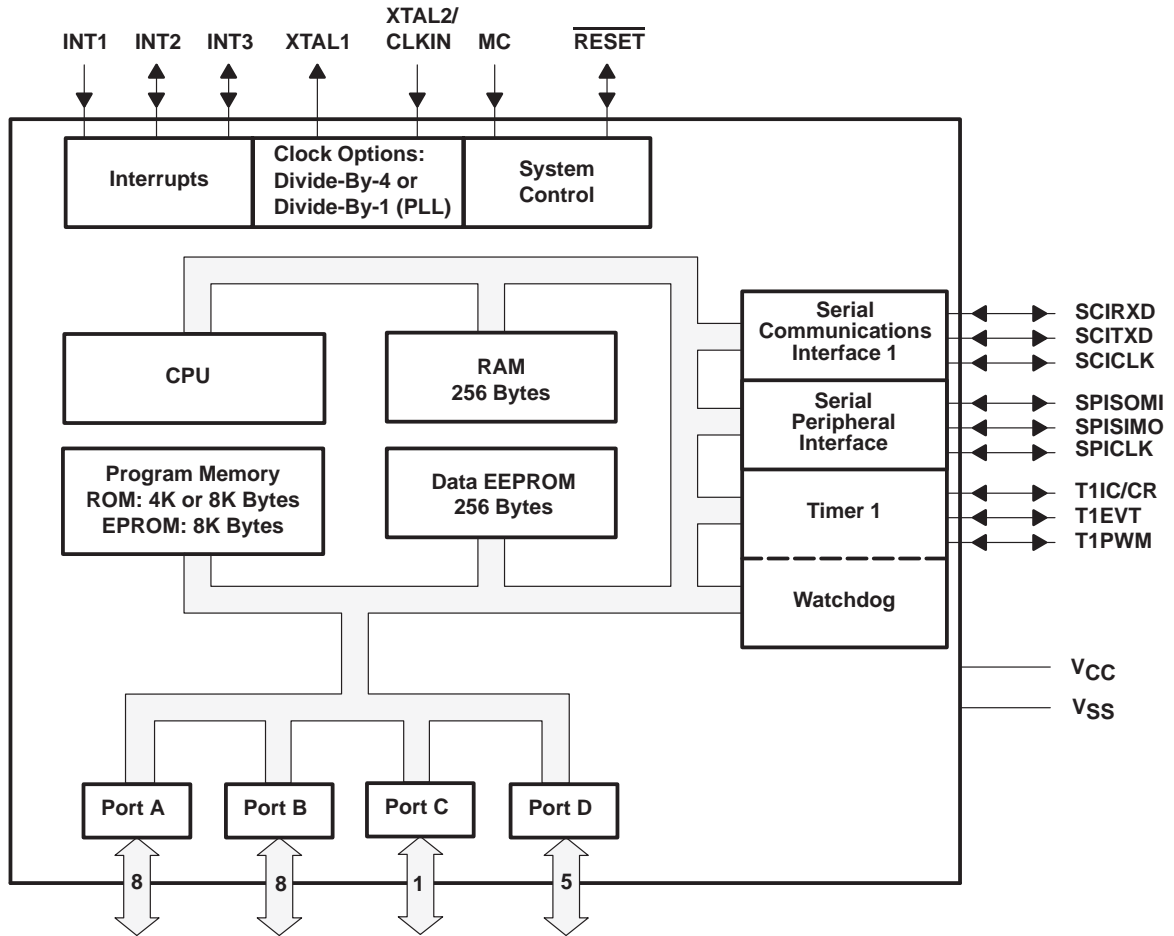 INT1
INT2
INT3
XTAL1
XTAL2/
CLKIN
MC
RESET
Interrupts
Clock Options:
Divide-By-4 or
Divide-By-1 (PLL)
System
Control
CPU
RAM
256 Bytes
Program Memory
ROM: 4K or 8K Bytes
EPROM: 8K Bytes
Data EEPROM
256 Bytes
Serial
Communications
Interface 1
Serial
Peripheral
Interface
Timer 1
Watchdog
SCIRXD
SCITXD
SCICLK
SPISOMI
SPISIMO
SPICLK
T1IC/CR
T1EVT
T1PWM
VCC
VSS
Port A
Port B
Port C
Port D
8
8
1
5